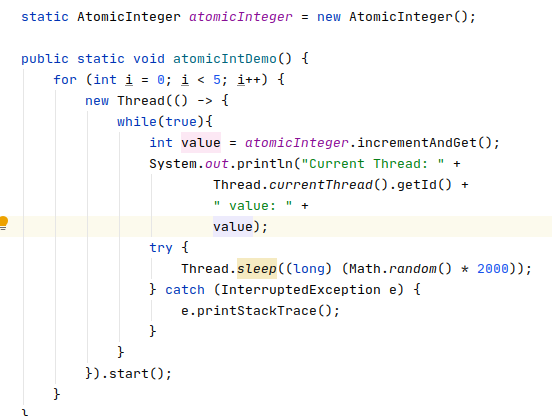 static AtomicInteger atomicInteger = new AtomicInteger();
public static void atomicIntDemo() {
for (int i = 0; i < 5; i++) {
new Thread(() -> {
while(true){
int value = atomicInteger.incrementAndGet();
System.out.println("Current Thread: " +
Thread.currentThread().getId() +
" value: " +
value);
try {
Thread.sleep((long) (Math.random() * 2000));
} catch (InterruptedException e) {
e.printStackTrace();
}
}
}).start();
}
}